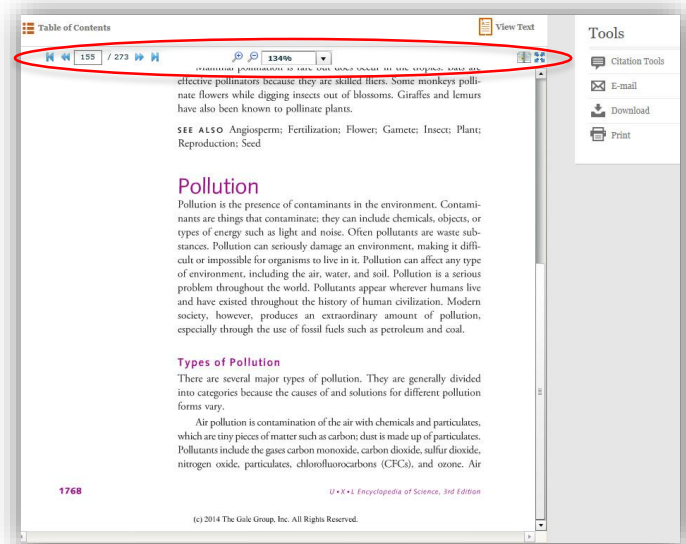 Table of Contents
View Text
155 / 273
134%
Mammal pollination is rare but does occur in the tropics. Bats are
effective pollinators because they are skilled fliers. Some monkeys polli-
nate flowers while digging insects out of blossoms. Giraffes and lemurs
have also been known to pollinate plants.
SEE ALSO Angiosperm; Fertilization; Flower; Gamete; Insect; Plant;
Reproduction; Seed
Pollution
Pollution is the presence of contaminants in the environment. Contami-
nants are things that contaminate; they can include chemicals, objects, or
types of energy such as light and noise. Often pollutants are waste sub-
stances. Pollution can seriously damage an environment, making it diffi-
cult or impossible for organisms to live in it. Pollution can affect any type
of environment, including the air, water, and soil. Pollution is a serious
problem throughout the world. Pollutants appear wherever humans live
and have existed throughout the history of human civilization. Modern
society, however, produces an extraordinary amount of pollution,
especially through the use of fossil fuels such as petroleum and coal.
Types of Pollution
There are several major types of pollution. They are generally divided
into categories because the causes of and solutions for different pollution
forms vary.
Air pollution is contamination of the air with chemicals and particulates,
which are tiny pieces of matter such as carbon; dust is made up of particulates.
Pollutants include the gases carbon monoxide, carbon dioxide, sulfur dioxide,
nitrogen oxide, particulates, chlorofluorocarbons (CFCs), and ozone. Air
1768
U•X•L Encyclopedia of Science, 3rd Edition
(c) 2014 The Gale Group, Inc. All Rights Reserved.
Tools
Citation Tools
E-mail
Download
Print